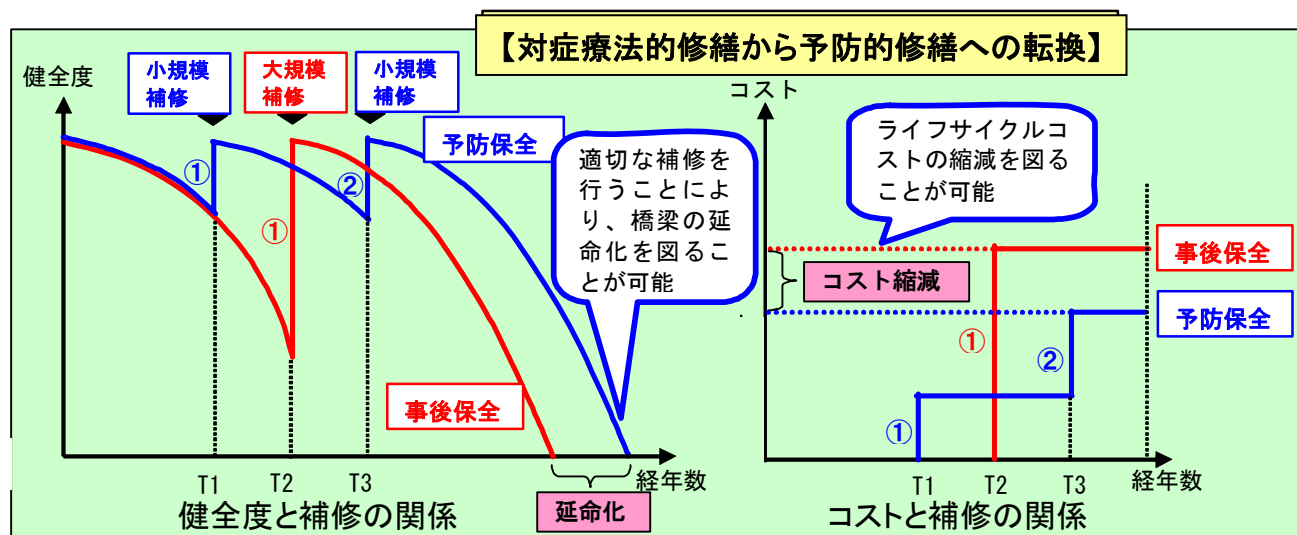 【対症療法的修繕から予防的修繕への転換】
健全度
小規模
補修
大規模
補修
小規模
補修
予防保全
適切な補修を
行うことによ
り、橋梁の延
命化を図るこ
とが可能
①
①
②
事後保全
T1
T2
T3
経年数
延命化
健全度と補修の関係
コスト
ライフサイクルコ
ストの縮減を図る
ことが可能
事後保全
コスト縮減
予防保全
①
②
①
T1
T2
T3
経年数
コストと補修の関係